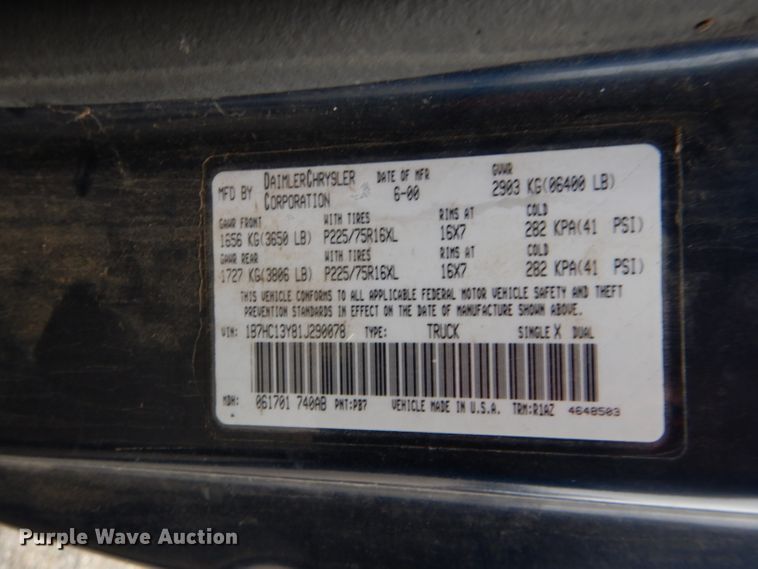 MFD BY DAIMLERCHRYSLER CORPORATION DATE OF MFR 6-00 GVWR 2903 KG(06400 LB)
GAWR FRONT WITH TIRES RIMS AT COLD
1656 KG(3650 LB) P225/75R16XL 16X7 282 KPA(41 PSI)
GAWR REAR WITH TIRES RIMS AT COLD
1727 KG(3806 LB) P225/75R16XL 16X7 282 KPA(41 PSI)
THIS VEHICLE CONFORMS TO ALL APPLICABLE FEDERAL MOTOR VEHICLE SAFETY AND THEFT
PREVENTION STANDARDS IN EFFECT ON THE DATE OF MANUFACTURE SHOWN ABOVE.
VIN: 1B7HC13Y81J290078 TYPE: TRUCK SINGLE X DUAL
MDH: 061701 740AB PNT:PB7 VEHICLE MADE IN U.S.A. TRM:R1AZ 4648503
Purple Wave Auction